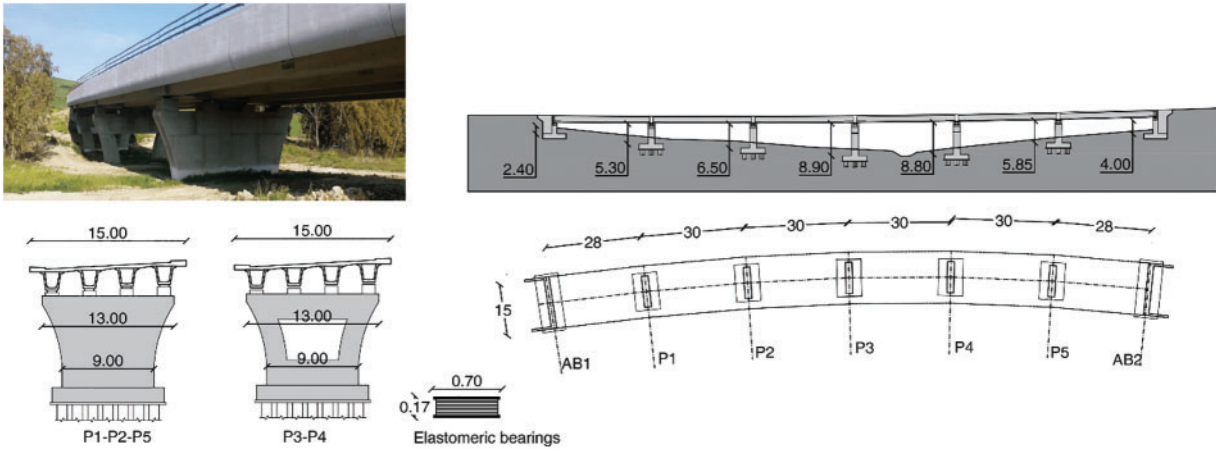 2.40
5.30
6.50
8.90
8.80
5.85
4.00
15.00
13.00
9.00
P1-P2-P5
15.00
13.00
9.00
P3-P4
0.70
0.17
Elastomeric bearings
28
30
30
30
30
28
15
AB1
P1
P2
P3
P4
P5
AB2